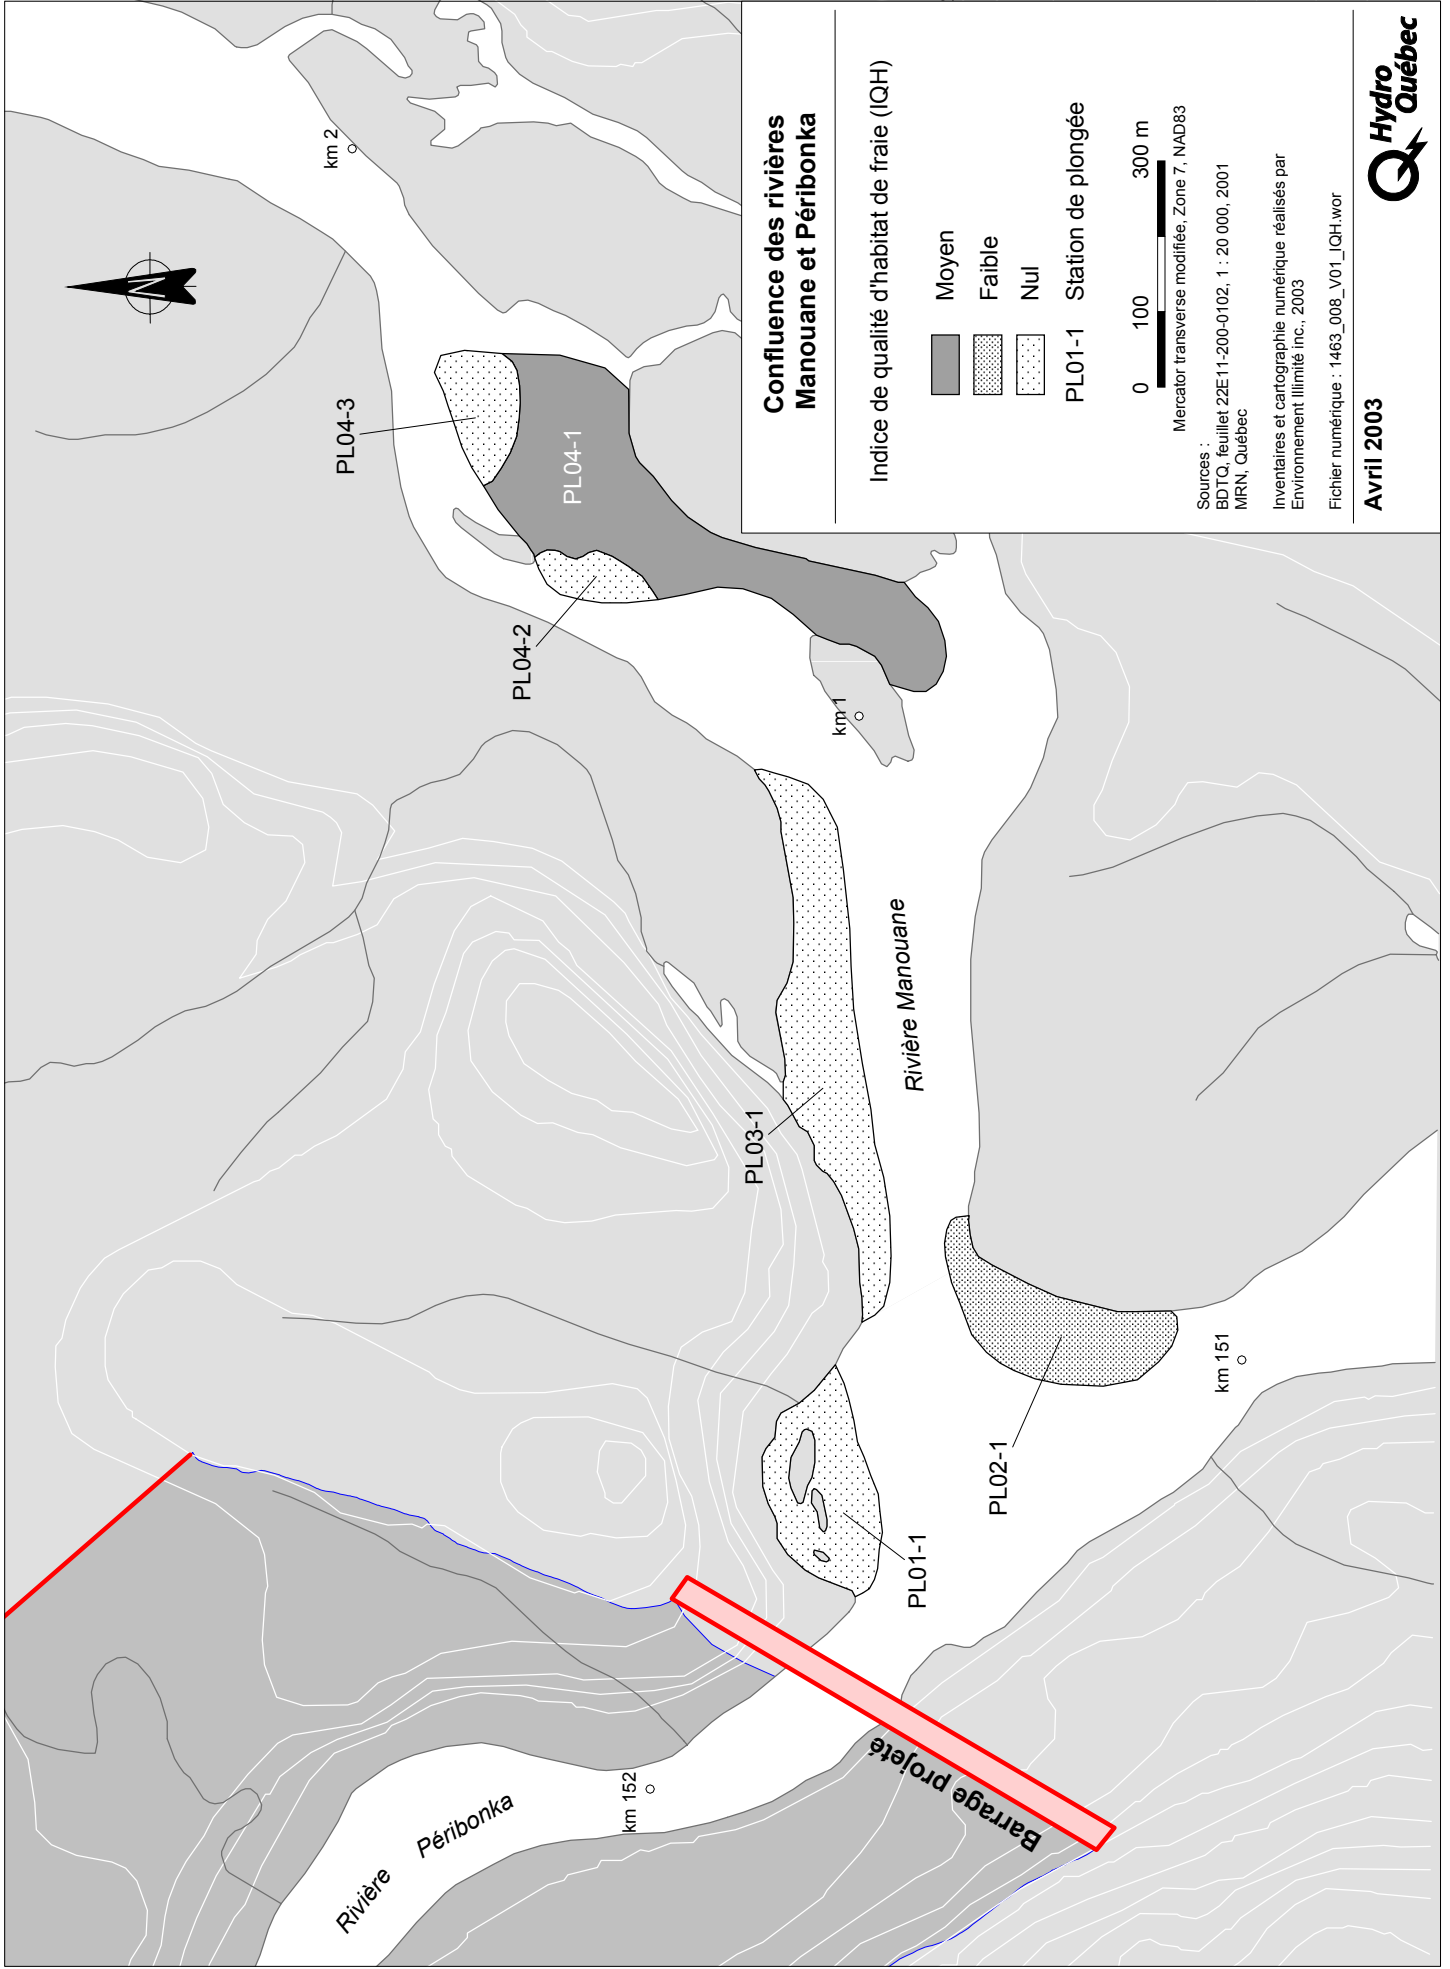 Confluence des rivières
Manouane et Péribonka
Indice de qualité d'habitat de fraie (IQH)
Moyen
Faible
Nul
PL01-1 Station de plongée
0 100 300 m
Mercator transverse modifiée, Zone 7, NAD83
Sources :
BDTQ, feuillet 22E11-200-0102, 1 : 20 000, 2001
MRN, Québec
Inventaires et cartographie numérique réalisés par
Environnement Illimité inc., 2003
Fichier numérique : 1463_008_V01_IQH.wor
Avril 2003
Hydro
Québec
N
km 2
PL04-3
PL04-1
PL04-2
km 1
PL03-1
Rivière Manouane
PL02-1
km 151
PL01-1
Barrage projeté
km 152
Rivière Péribonka